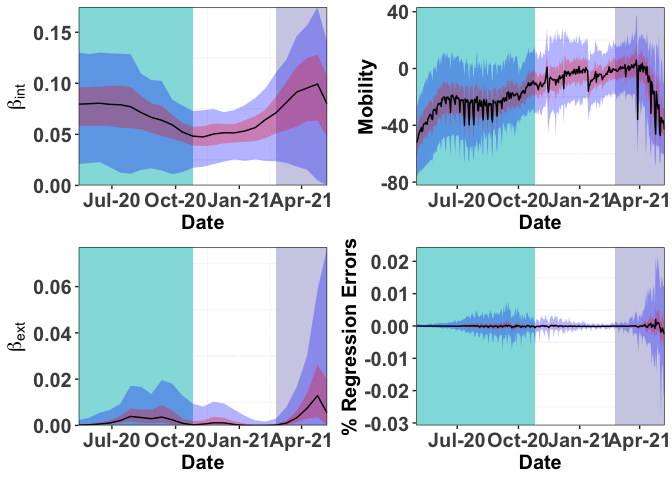 0.15
0.10
0.05
0.00
βint
Jul-20 Oct-20 Jan-21 Apr-21
Date
40
0
-40
-80
Mobility
Jul-20 Oct-20 Jan-21 Apr-21
Date
0.06
0.04
0.02
0.00
βext
Jul-20 Oct-20 Jan-21 Apr-21
Date
0.02
0.01
0.00
-0.01
-0.02
-0.03
% Regression Errors
Jul-20 Oct-20 Jan-21 Apr-21
Date